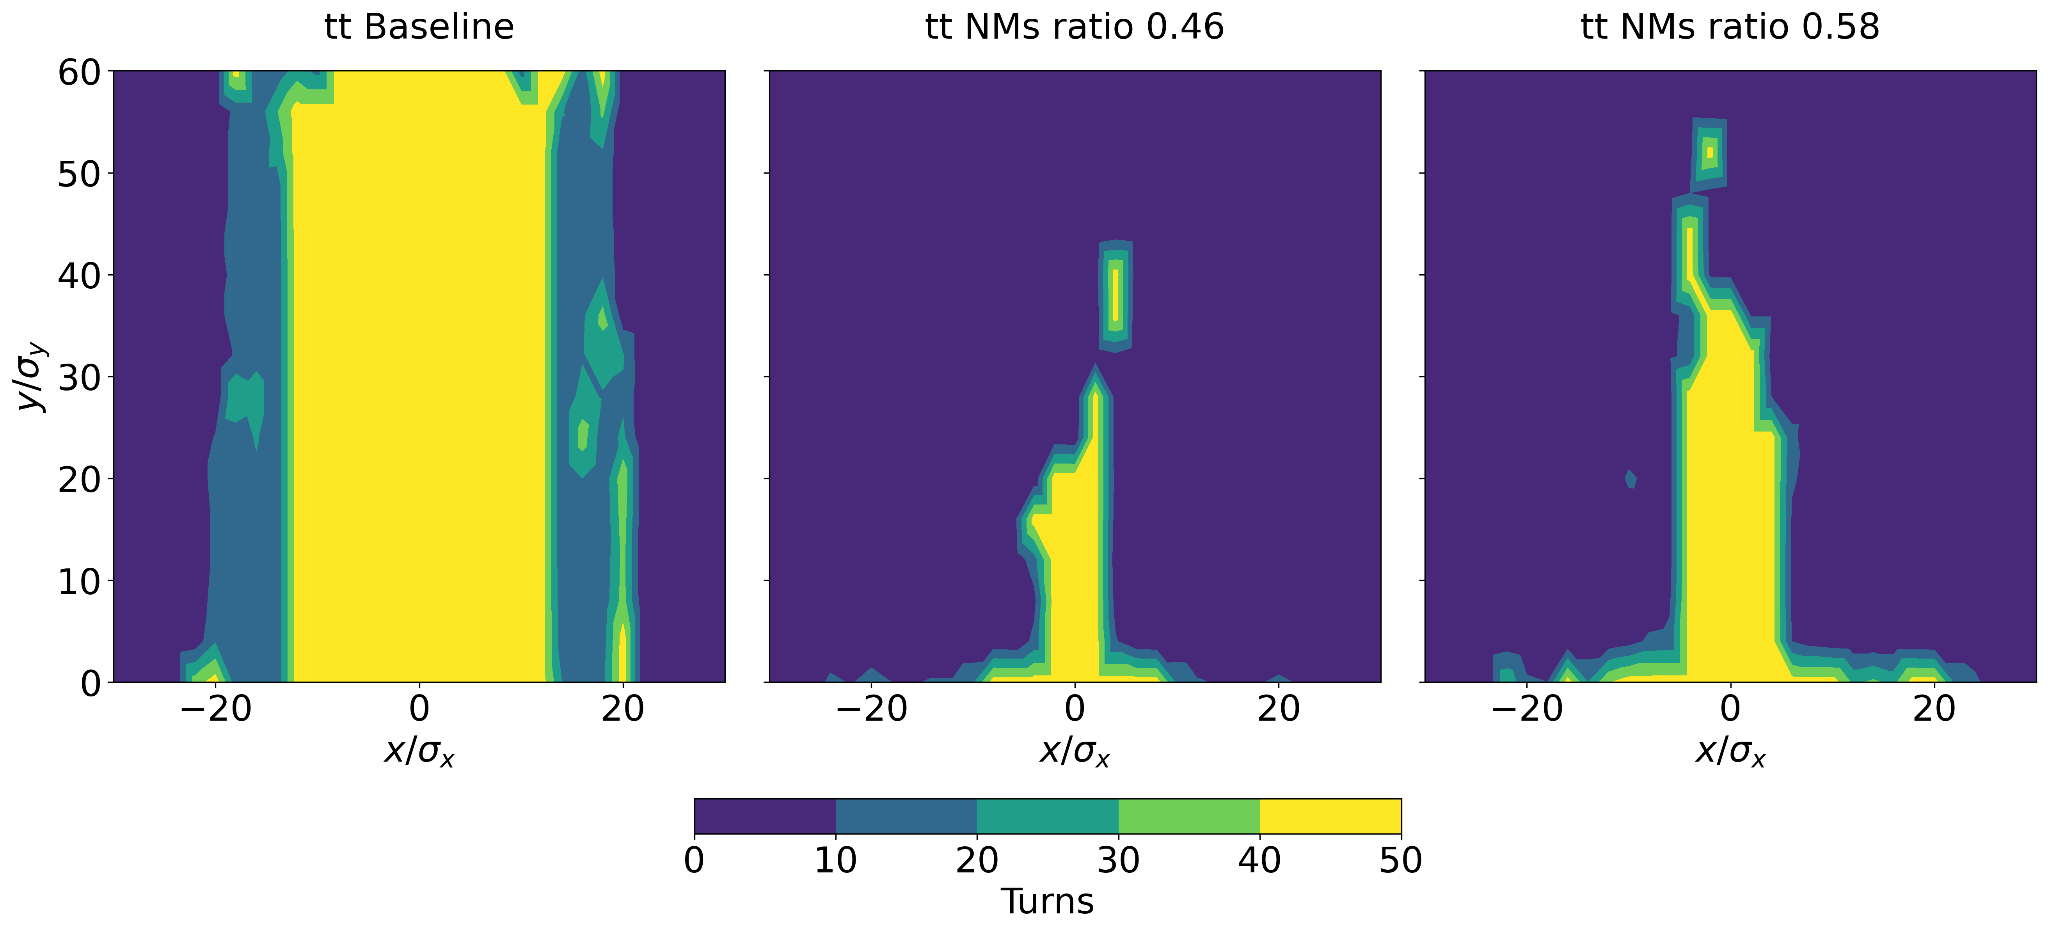 tt Baseline
tt NMs ratio 0.46
tt NMs ratio 0.58
60
50
40
30
20
10
0
y/σy
−20 0 20
−20 0 20
−20 0 20
x/σx
x/σx
x/σx
0 10 20 30 40 50
Turns